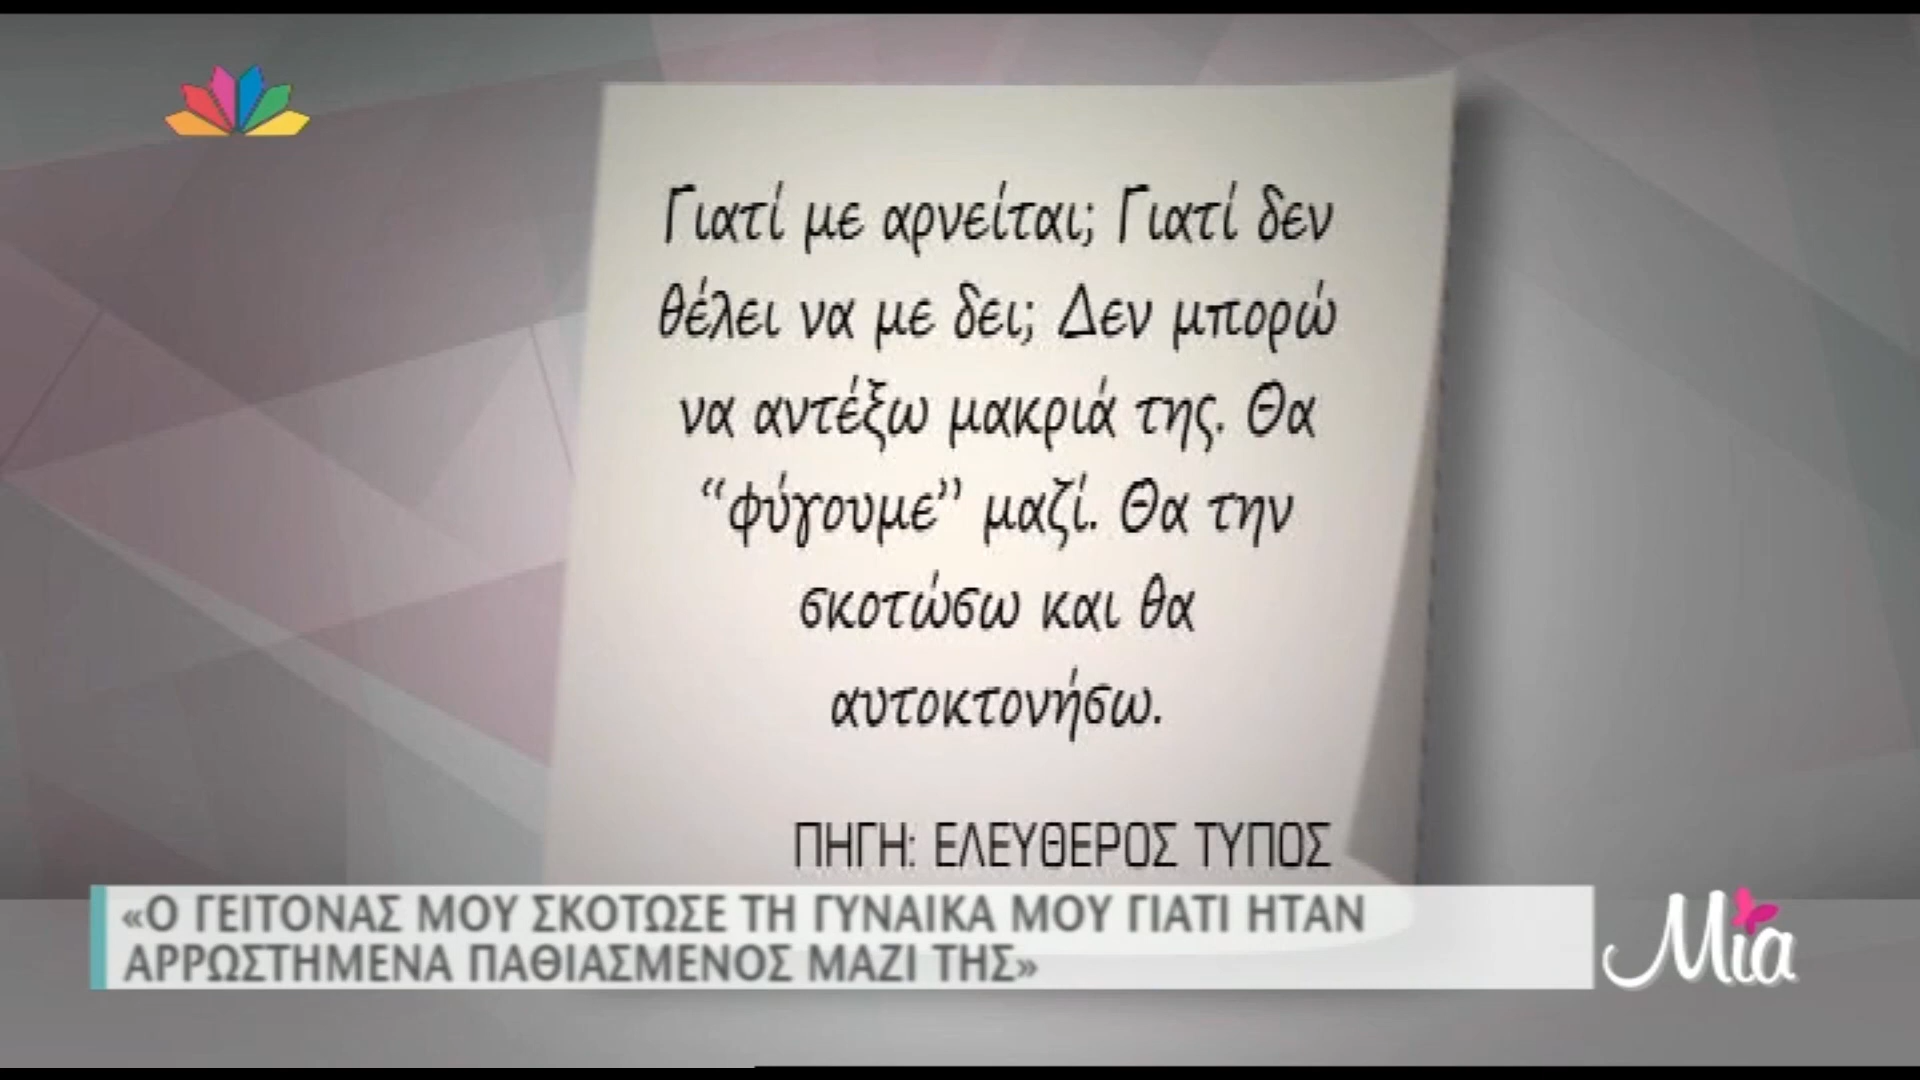 Γιατί με αρνείται; Γιατί δεν
θέλει να με δει; Δεν μπορώ
να αντέξω μακριά της. Θα
“φύγουμε” μαζί. Θα την
σκοτώσω και θα
αυτοκτονήσω.
ΠΗΓΗ: ΕΛΕΥΘΕΡΟΣ ΤΥΠΟΣ
«Ο ΓΕΙΤΟΝΑΣ ΜΟΥ ΣΚΟΤΩΣΕ ΤΗ ΓΥΝΑΙΚΑ ΜΟΥ ΓΙΑΤΙ ΗΤΑΝ
ΑΡΡΩΣΤΗΜΕΝΑ ΠΑΘΙΑΣΜΕΝΟΣ ΜΑΖΙ ΤΗΣ»
Μία